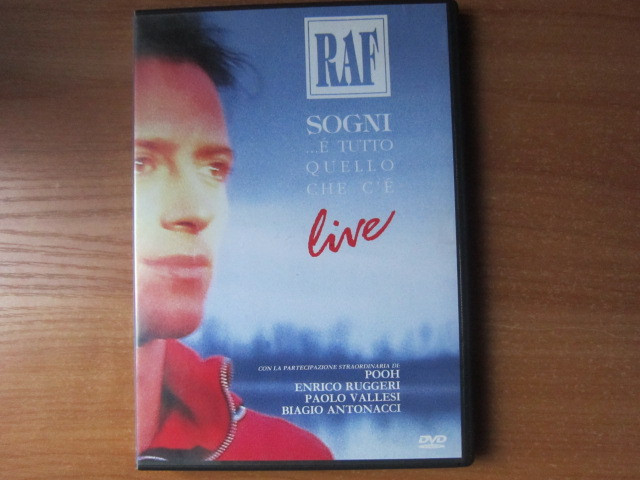 RAF
SOGNI
...È TUTTO
QUELLO
CHE C'È
live
CON LA PARTECIPAZIONE STRAORDINARIA DI
POOH
ENRICO RUGGERI
PAOLO VALLESI
BIAGIO ANTONACCI
DVD